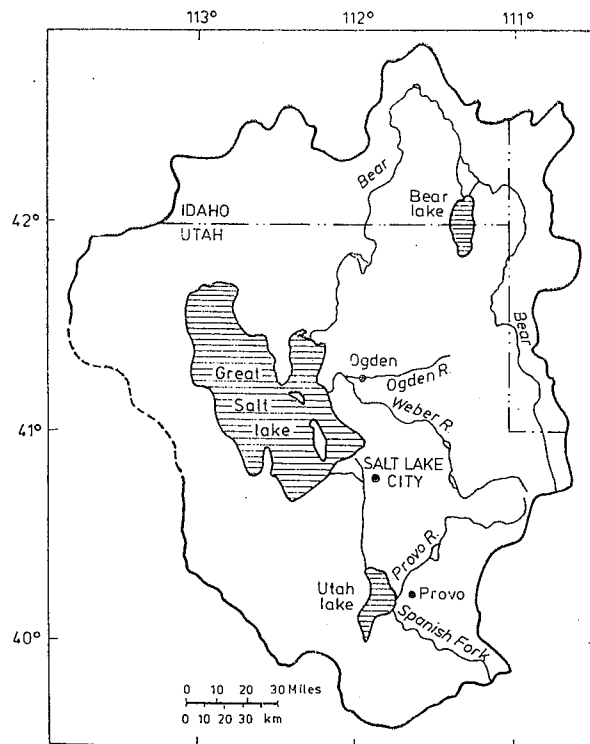 113° 112° 111°
42°
41°
40°
IDAHO
UTAH
Bear
Bear
lake
Bear
Great
Salt
lake
Ogden
Ogden R.
Weber R.
SALT LAKE
CITY
Provo R.
Utah
lake
Provo
Spanish Fork
0 10 20 30 Miles
0 10 20 30 km